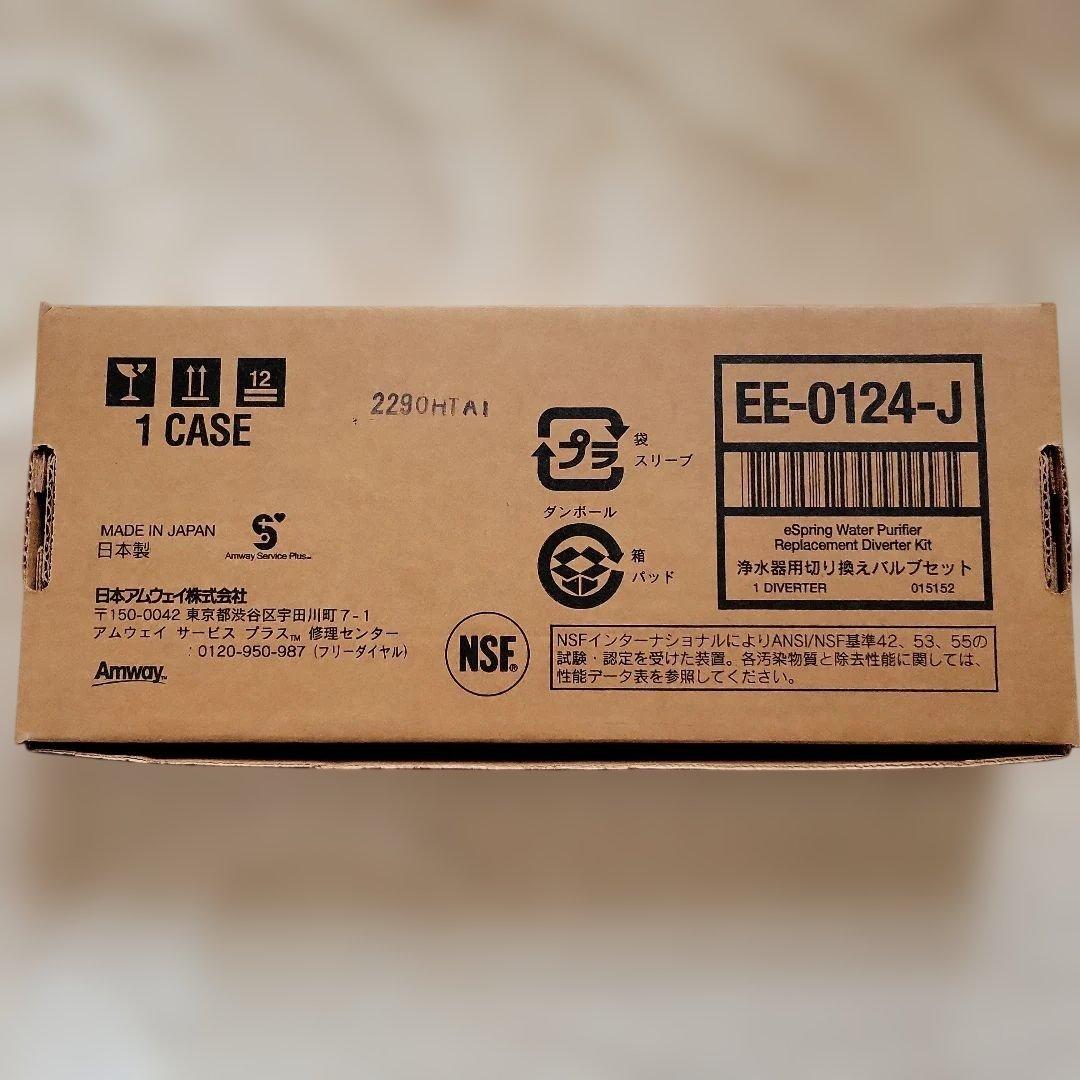 12
1 CASE
2290HTA1
MADE IN JAPAN
日本製
Amway Service Plus™
日本アムウェイ株式会社
〒150-0042 東京都渋谷区宇田川町7-1
アムウェイ サービス プラス™ 修理センター
: 0120-950-987 (フリーダイヤル)
Amway™
プラ
袋
スリーブ
ダンボール
箱
パッド
NSF®
EE-0124-J
eSpring Water Purifier
Replacement Diverter Kit
浄水器用切り換えバルブセット
1 DIVERTER 015152
NSFインターナショナルによりANSI/NSF基準42、53、55の
試験・認定を受けた装置。各汚染物質と除去性能に関しては、
性能データ表を参照してください。